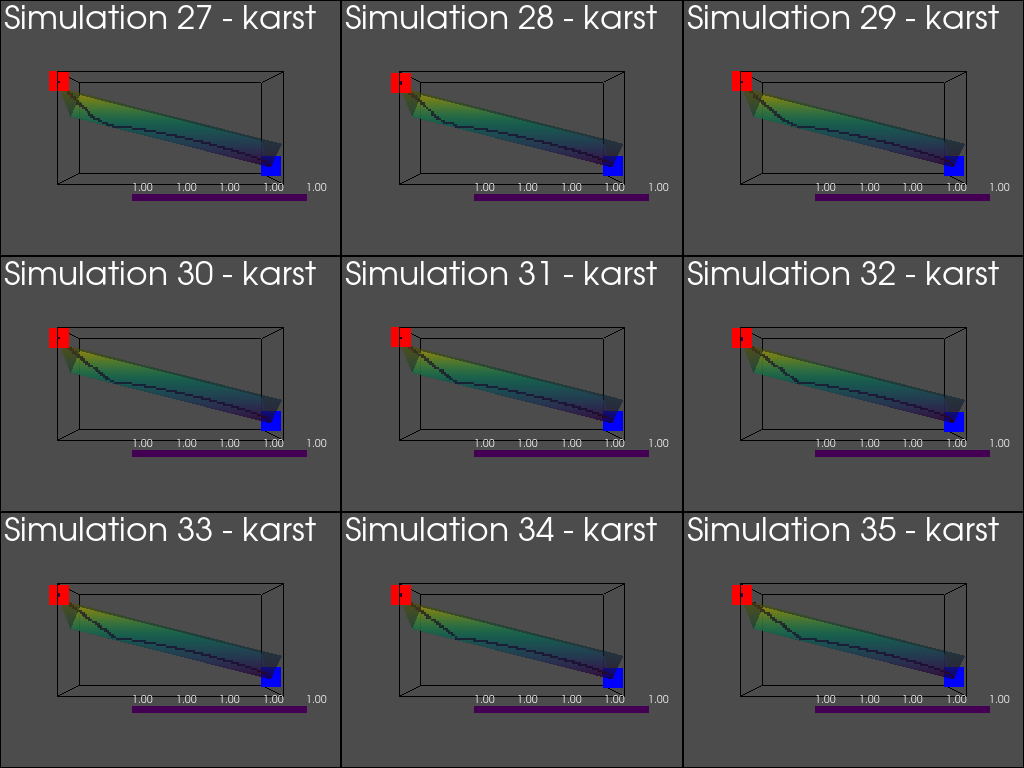 Simulation 27 - karst
1.00 1.00 1.00 1.00 1.00
Simulation 28 - karst
1.00 1.00 1.00 1.00 1.00
Simulation 29 - karst
1.00 1.00 1.00 1.00 1.00
Simulation 30 - karst
1.00 1.00 1.00 1.00 1.00
Simulation 31 - karst
1.00 1.00 1.00 1.00 1.00
Simulation 32 - karst
1.00 1.00 1.00 1.00 1.00
Simulation 33 - karst
1.00 1.00 1.00 1.00 1.00
Simulation 34 - karst
1.00 1.00 1.00 1.00 1.00
Simulation 35 - karst
1.00 1.00 1.00 1.00 1.00